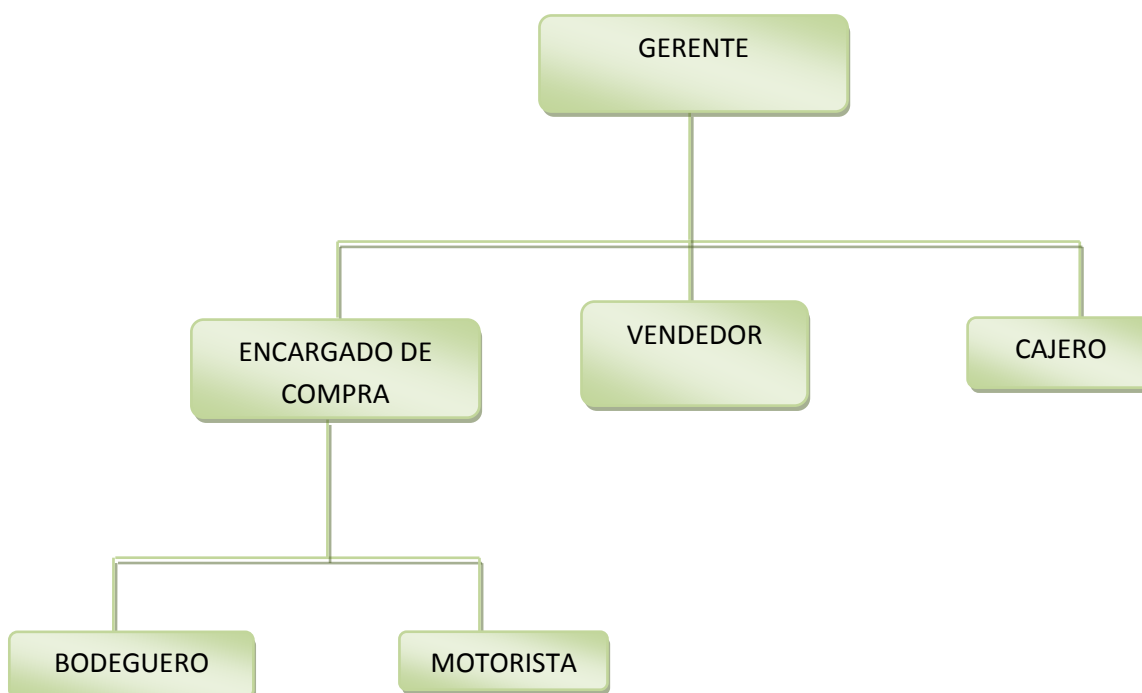 GERENTE
ENCARGADO DE
COMPRA
VENDEDOR
CAJERO
BODEGUERO
MOTORISTA